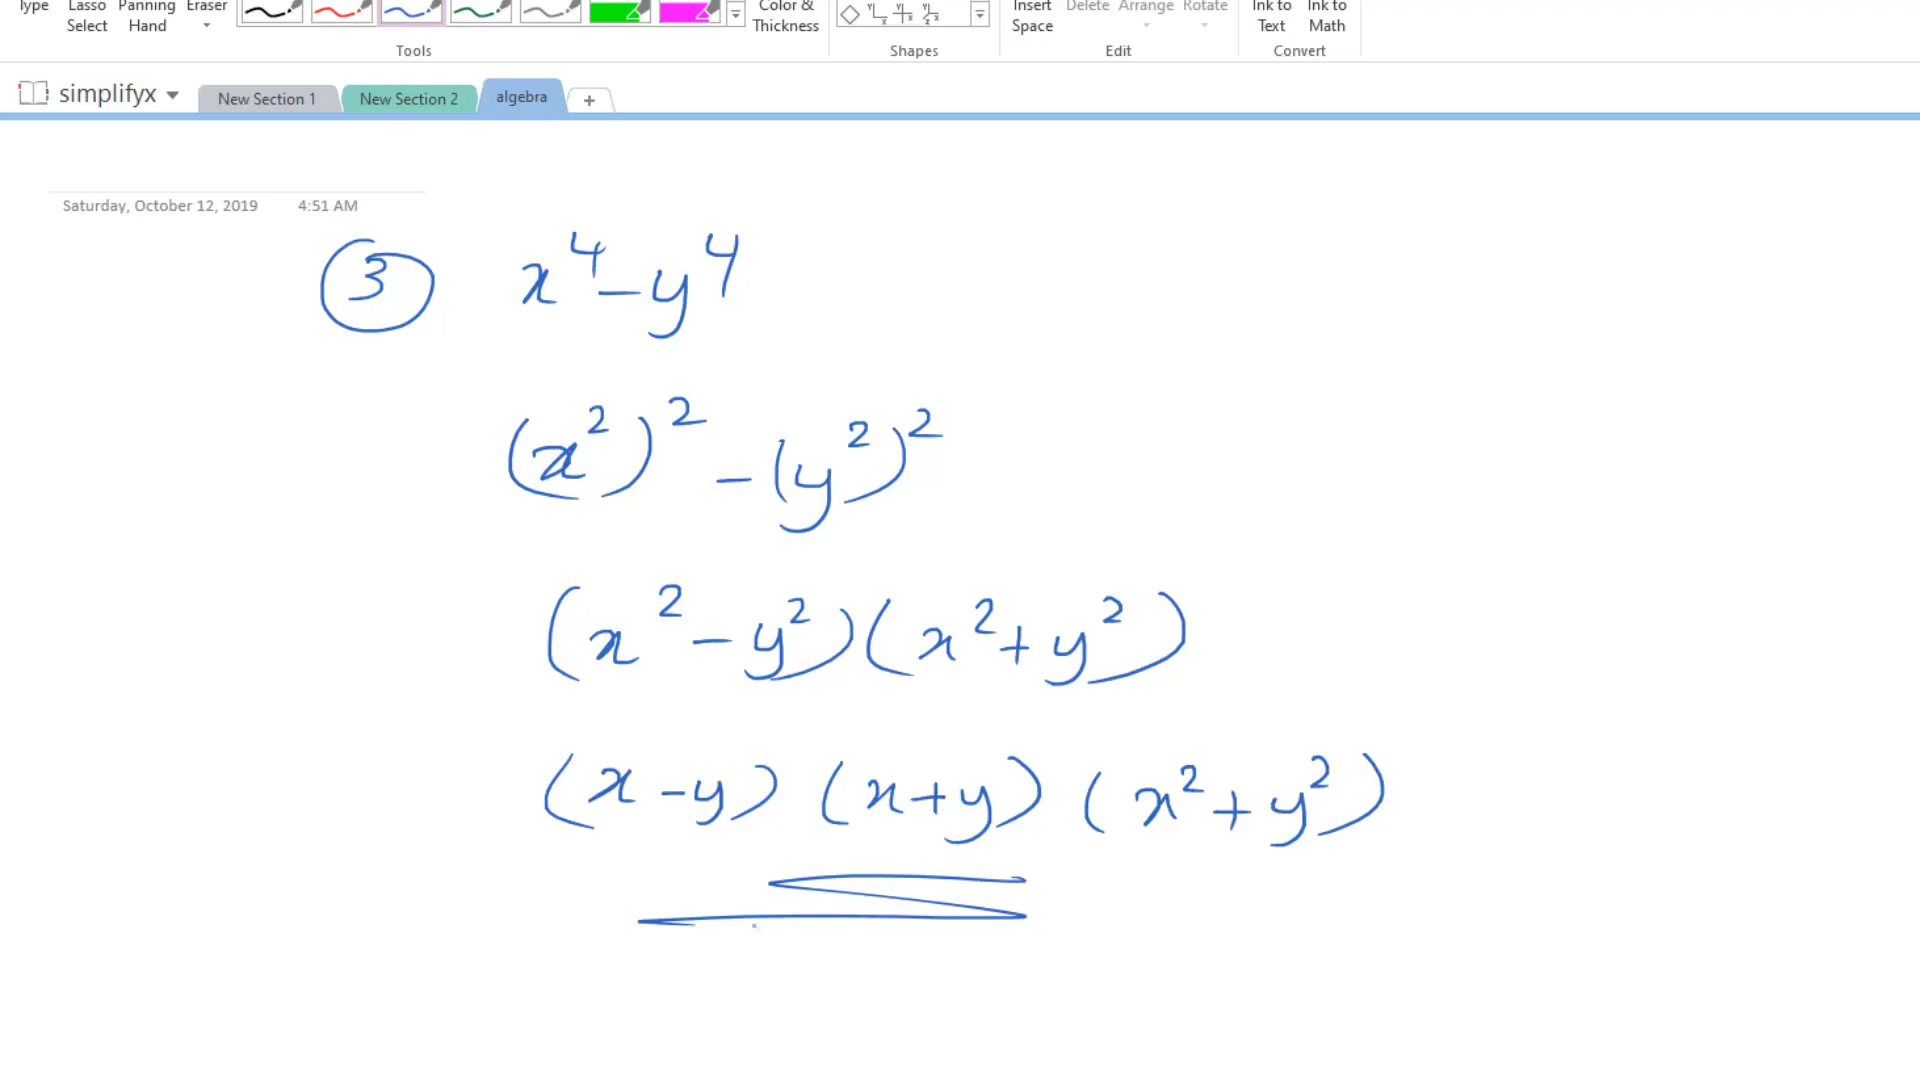 Type Lasso Select Panning Hand Eraser Color & Thickness Insert Space Delete Arrange Rotate Ink to Text Ink to Math
Tools Shapes Edit Convert
simplifyx New Section 1 New Section 2 algebra +
Saturday, October 12, 2019 4:51 AM
③ x⁴-y⁴
(x²)² - (y²)²
(x² - y²)(x² + y²)
(x - y) (x + y) (x² + y²)